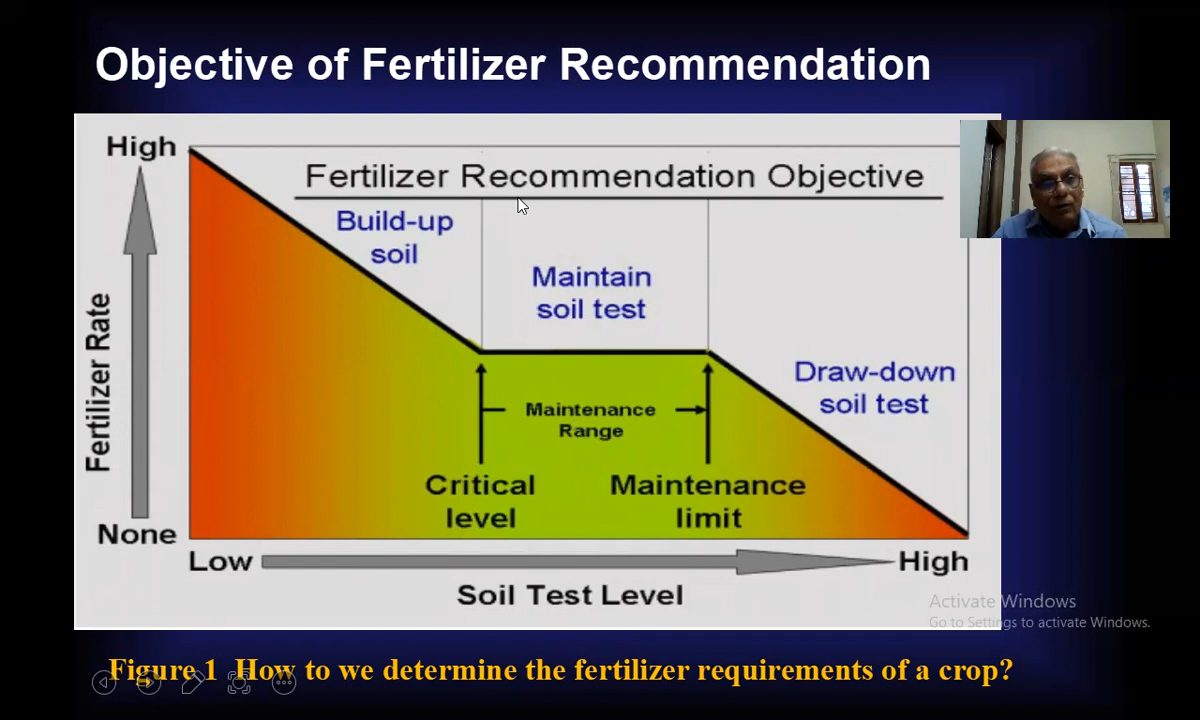 Objective of Fertilizer Recommendation
High
Fertilizer Recommendation Objective
Build-up
soil
Maintain
soil test
Draw-down
soil test
Fertilizer Rate
Maintenance
Range
Critical
level
Maintenance
limit
None
Low
High
Soil Test Level
Activate Windows
Go to Settings to activate Windows.
Figure 1 How to we determine the fertilizer requirements of a crop?